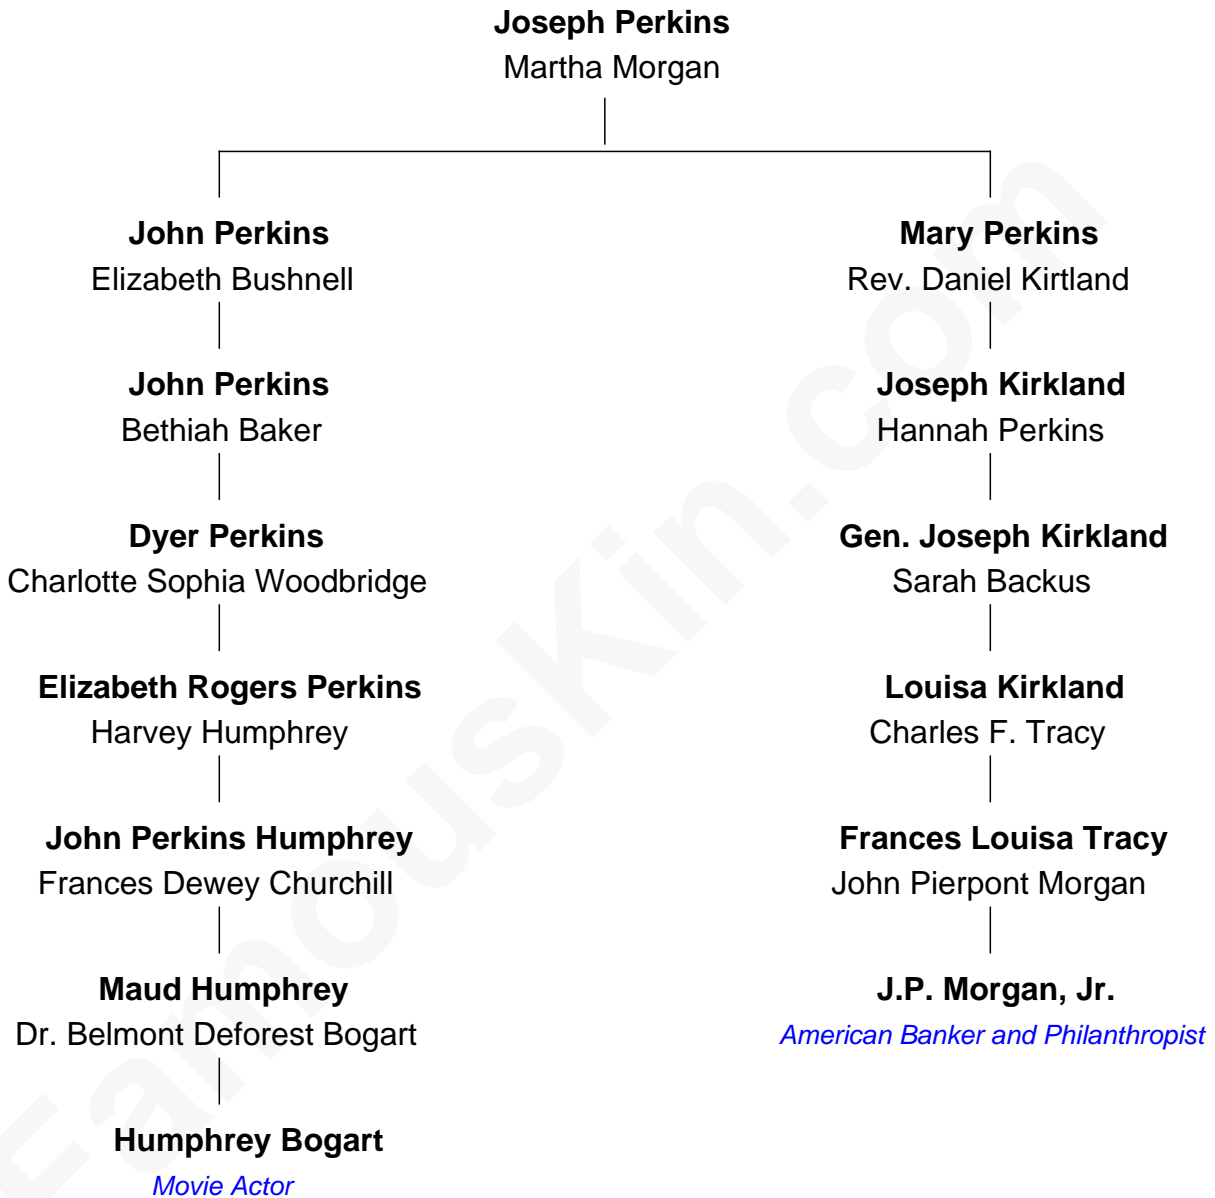 Joseph Perkins
Martha Morgan
John Perkins
Elizabeth Bushnell
John Perkins
Bethiah Baker
Dyer Perkins
Charlotte Sophia Woodbridge
Elizabeth Rogers Perkins
Harvey Humphrey
John Perkins Humphrey
Frances Dewey Churchill
Maud Humphrey
Dr. Belmont Deforest Bogart
Humphrey Bogart
Movie Actor
Mary Perkins
Rev. Daniel Kirtland
Joseph Kirkland
Hannah Perkins
Gen. Joseph Kirkland
Sarah Backus
Louisa Kirkland
Charles F. Tracy
Frances Louisa Tracy
John Pierpont Morgan
J.P. Morgan, Jr.
American Banker and Philanthropist
FamousKin.com